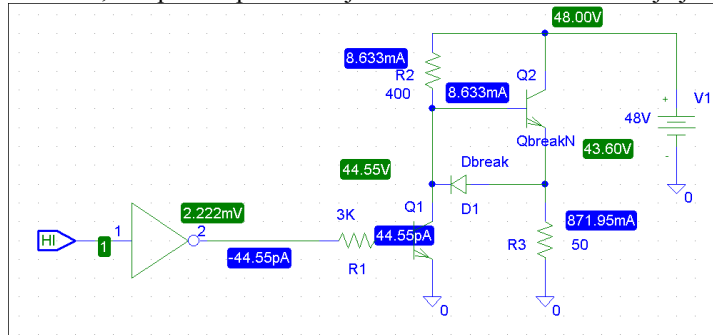 48.00V
8.633mA
R2
400
Q2
8.633mA
V1
+
48V
-
QbreakN
43.60V
44.55V
Dbreak
D1
0
Q1
2.222mV
3K
HI
1
1
2
-44.55pA
44.55pA
R1
871.95mA
R3
50
0
0